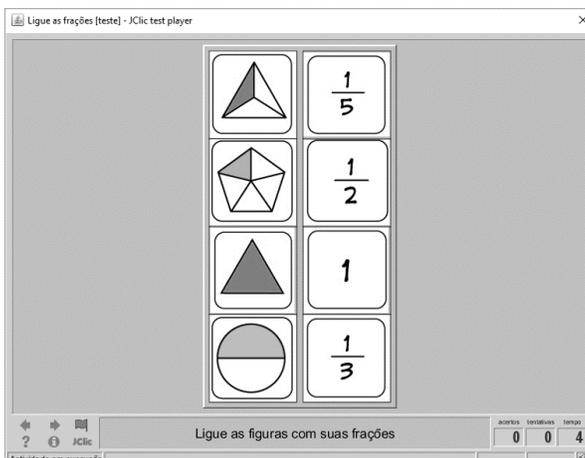 Ligue as frações [teste] - JClic test player
1/5
1/2
1
1/3
? JClic
Ligue as figuras com suas frações
acertos tentativas tempo
0 0 4